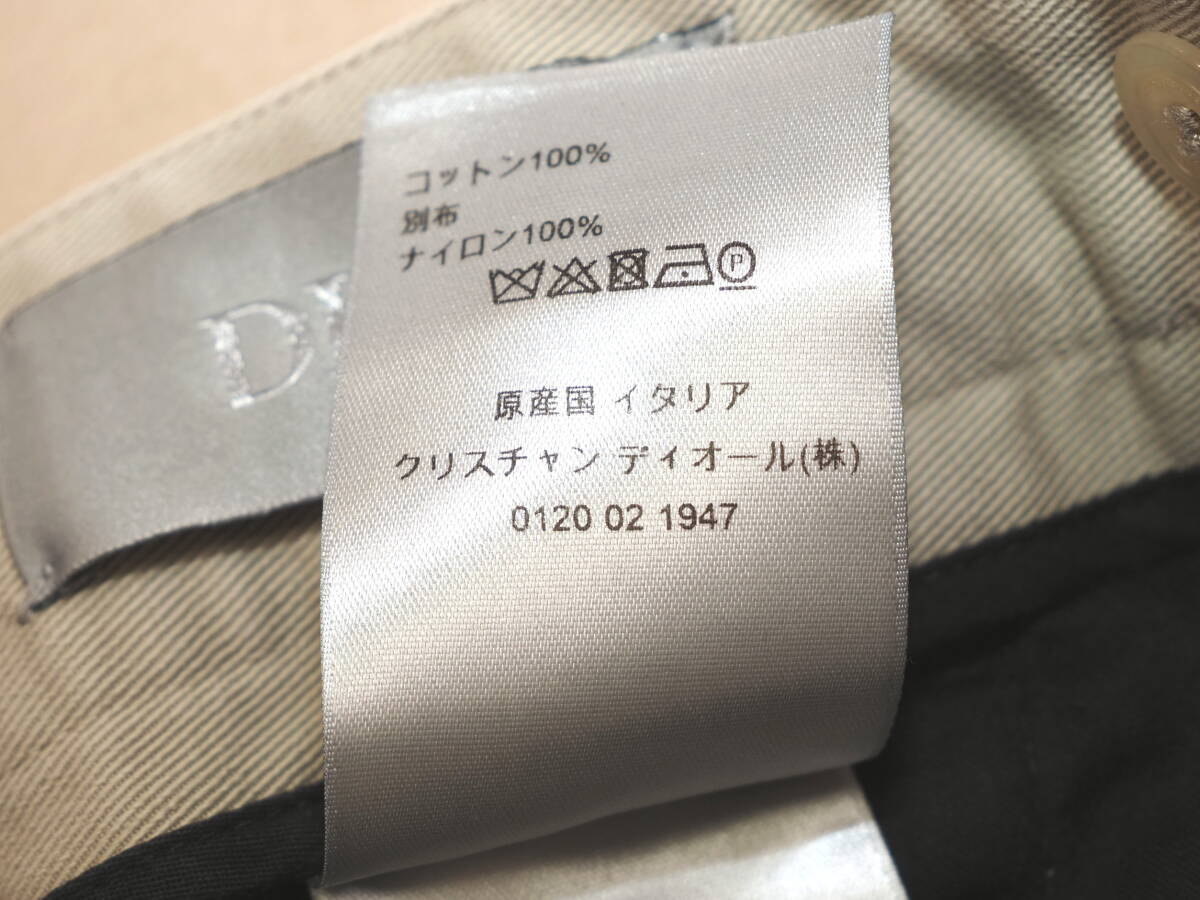 コットン100%
別布
ナイロン100%
P
原産国 イタリア
クリスチャン ディオール(株)
0120 02 1947